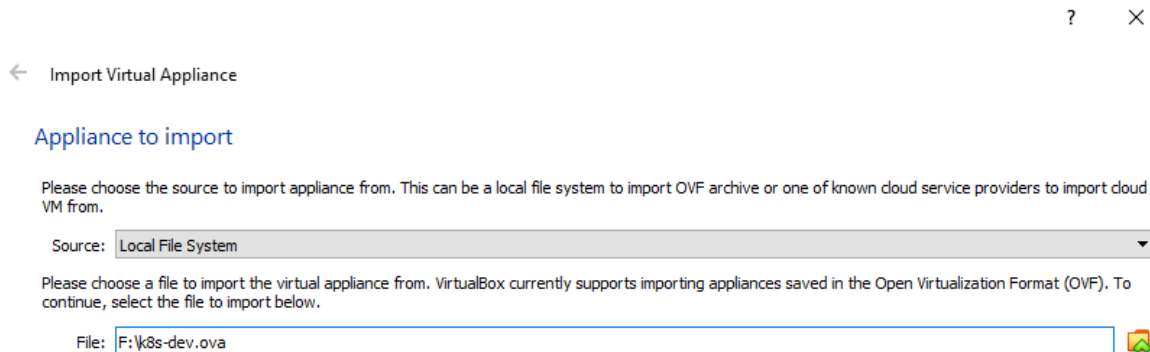 ?
Import Virtual Appliance
Appliance to import
Please choose the source to import appliance from. This can be a local file system to import OVF archive or one of known cloud service providers to import cloud
VM from.
Source: Local File System
Please choose a file to import the virtual appliance from. VirtualBox currently supports importing appliances saved in the Open Virtualization Format (OVF). To
continue, select the file to import below.
File: F:\k8s-dev.ova